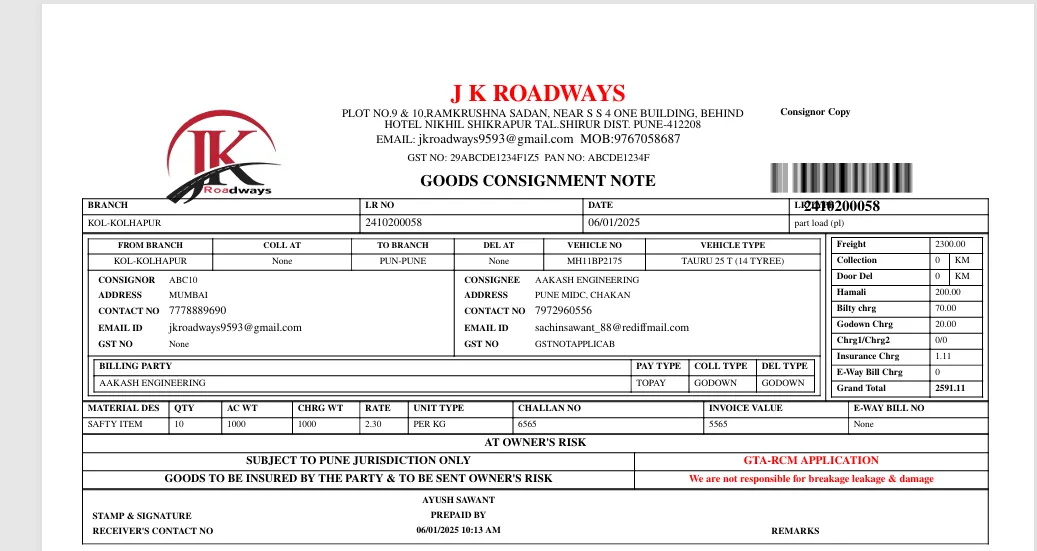 J K ROADWAYS
PLOT NO.9 & 10,RAMKRUSHNA SADAN, NEAR S S 4 ONE BUILDING, BEHIND
HOTEL NIKHIL SHIKRAPUR TAL.SHIRUR DIST. PUNE-412208
EMAIL: jkroadways9593@gmail.com MOB:9767058687
GST NO: 29ABCDE1234F1Z5 PAN NO: ABCDE1234F
GOODS CONSIGNMENT NOTE
Consignor Copy
JK
Roadways
2410200058
BRANCH LR NO DATE
KOL-KOLHAPUR 2410200058 06/01/2025 part load (pl)
FROM BRANCH COLL AT TO BRANCH DEL AT VEHICLE NO VEHICLE TYPE
KOL-KOLHAPUR None PUN-PUNE None MH11BP2175 TAURU 25 T (14 TYREE)
CONSIGNOR ABC10
ADDRESS MUMBAI
CONTACT NO 7778889690
EMAIL ID jkroadways9593@gmail.com
GST NO None
CONSIGNEE AAKASH ENGINEERING
ADDRESS PUNE MIDC, CHAKAN
CONTACT NO 7972960556
EMAIL ID sachinsawant_88@rediffmail.com
GST NO GSTNOTAPPLICAB
BILLING PARTY PAY TYPE COLL TYPE DEL TYPE
AAKASH ENGINEERING TOPAY GODOWN GODOWN
Freight 2300.00
Collection 0 KM
Door Del 0 KM
Hamali 200.00
Bilty chrg 70.00
Godown Chrg 20.00
Chrg1/Chrg2 0/0
Insurance Chrg 1.11
E-Way Bill Chrg 0
Grand Total 2591.11
MATERIAL DES QTY AC WT CHRG WT RATE UNIT TYPE CHALLAN NO INVOICE VALUE E-WAY BILL NO
SAFTY ITEM 10 1000 1000 2.30 PER KG 6565 5565 None
AT OWNER'S RISK
SUBJECT TO PUNE JURISDICTION ONLY GTA-RCM APPLICATION
GOODS TO BE INSURED BY THE PARTY & TO BE SENT OWNER'S RISK We are not responsible for breakage leakage & damage
AYUSH SAWANT
STAMP & SIGNATURE PREPAID BY
RECEIVER'S CONTACT NO 06/01/2025 10:13 AM REMARKS